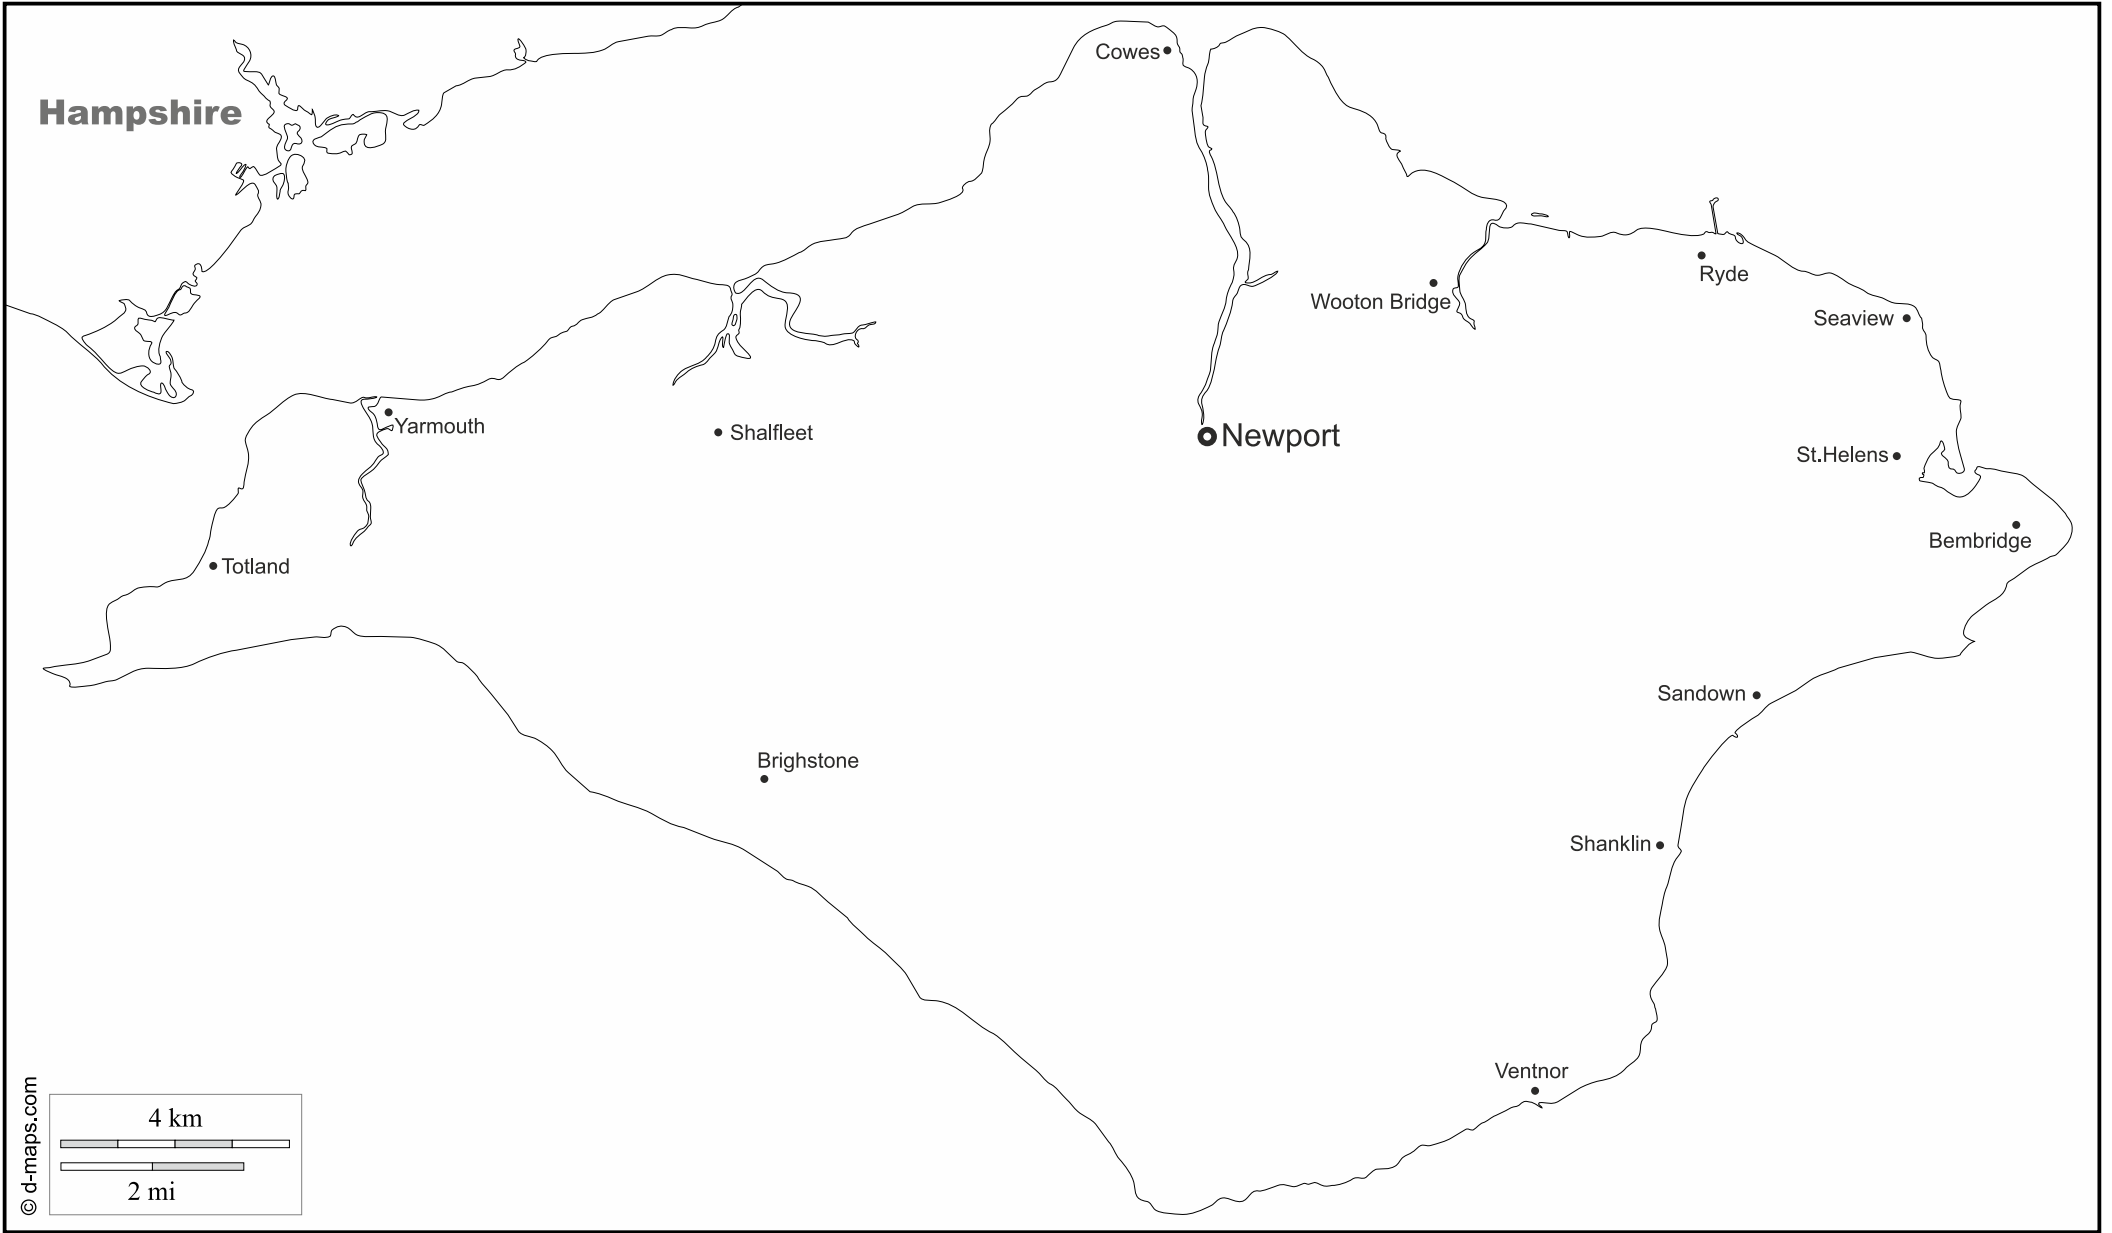 Cowes
Hampshire
Ryde
Wooton Bridge
Seaview
Yarmouth
Shalfleet
Newport
St.Helens
Bembridge
Totland
Sandown
Brighstone
Shanklin
Ventnor
4 km
2 mi
© d-maps.com